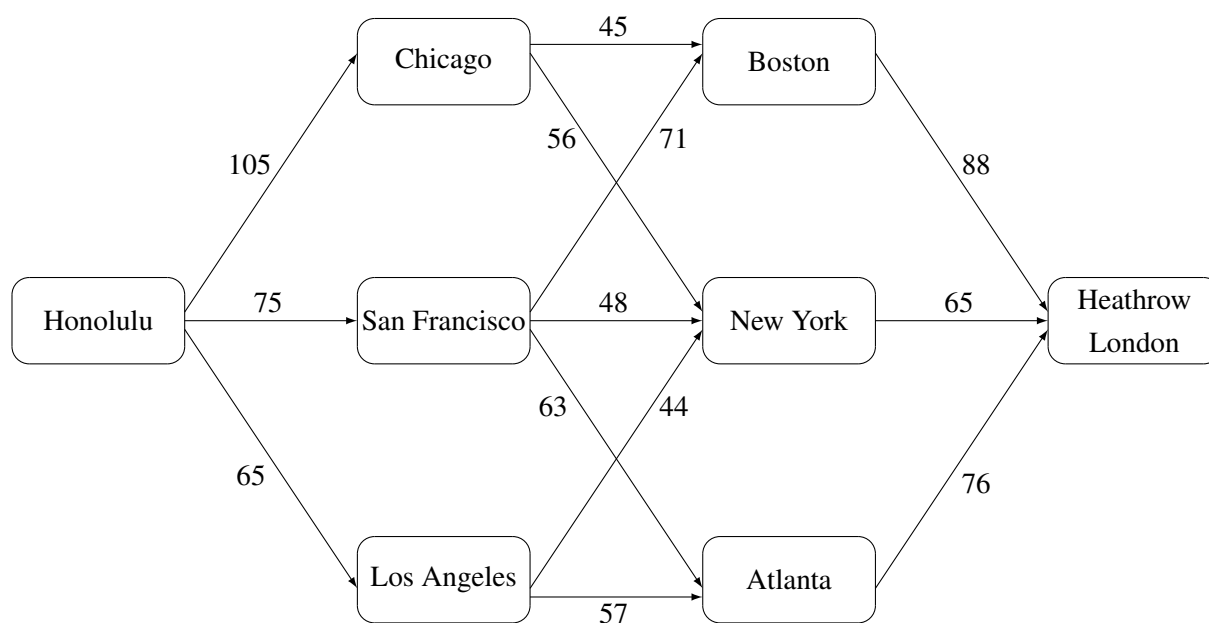 45
Chicago
Boston
56
71
105
88
75
48
65
Honolulu
San Francisco
New York
Heathrow
London
63
44
65
76
Los Angeles
Atlanta
57